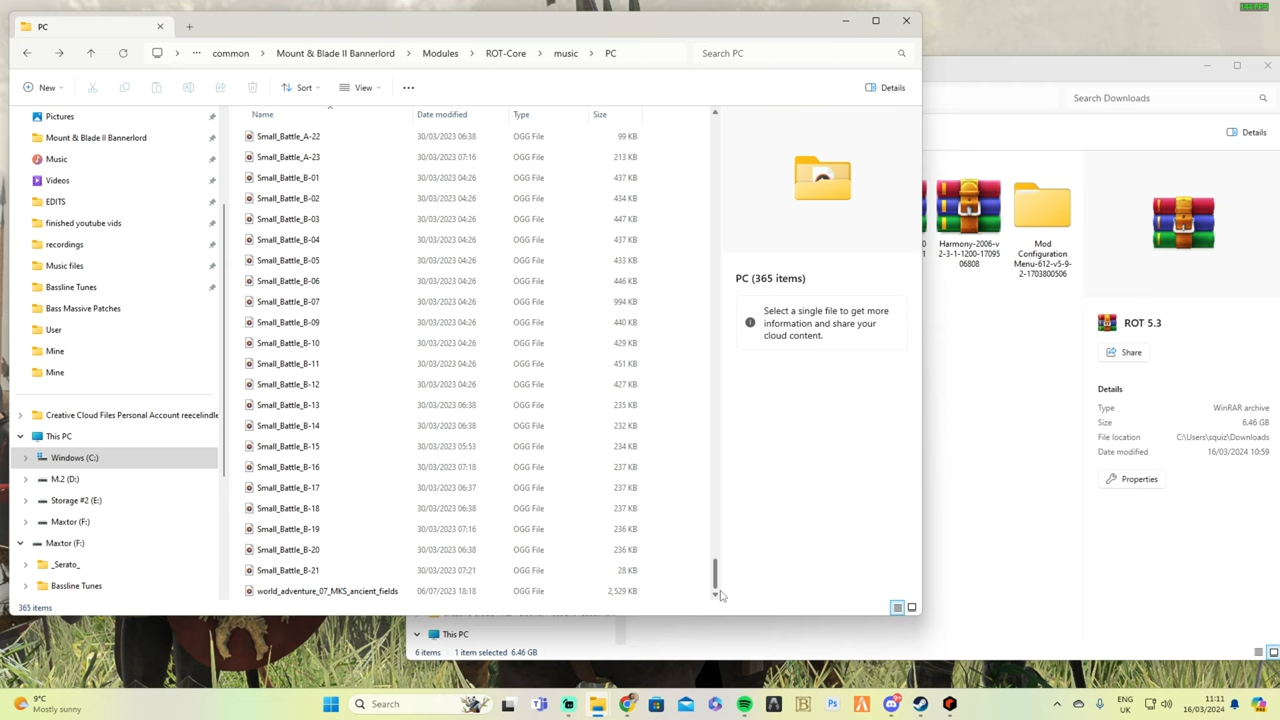 144 FPS
PC
common
Mount & Blade II Bannerlord
Modules
ROT-Core
music
PC
Search PC
New
Sort
View
Details
Pictures
Mount & Blade II Bannerlord
Music
Videos
EDITS
finished youtube vids
recordings
Music files
Bassline Tunes
Bass Massive Patches
User
Mine
Mine
Creative Cloud Files Personal Account reecelindle
This PC
Windows (C:)
M.2 (D:)
Storage #2 (E:)
Maxtor (F:)
Maxtor (F:)
_Serato_
Bassline Tunes
Name Date modified Type Size
Small_Battle_A-22 30/03/2023 06:38 OGG File 99 KB
Small_Battle_A-23 30/03/2023 07:16 OGG File 213 KB
Small_Battle_B-01 30/03/2023 04:26 OGG File 437 KB
Small_Battle_B-02 30/03/2023 04:26 OGG File 434 KB
Small_Battle_B-03 30/03/2023 04:26 OGG File 447 KB
Small_Battle_B-04 30/03/2023 04:26 OGG File 437 KB
Small_Battle_B-05 30/03/2023 04:26 OGG File 433 KB
Small_Battle_B-06 30/03/2023 04:26 OGG File 446 KB
Small_Battle_B-07 30/03/2023 04:26 OGG File 994 KB
Small_Battle_B-09 30/03/2023 04:26 OGG File 440 KB
Small_Battle_B-10 30/03/2023 04:26 OGG File 429 KB
Small_Battle_B-11 30/03/2023 04:26 OGG File 451 KB
Small_Battle_B-12 30/03/2023 04:26 OGG File 427 KB
Small_Battle_B-13 30/03/2023 06:38 OGG File 235 KB
Small_Battle_B-14 30/03/2023 06:38 OGG File 232 KB
Small_Battle_B-15 30/03/2023 05:53 OGG File 234 KB
Small_Battle_B-16 30/03/2023 07:18 OGG File 237 KB
Small_Battle_B-17 30/03/2023 06:37 OGG File 237 KB
Small_Battle_B-18 30/03/2023 06:38 OGG File 237 KB
Small_Battle_B-19 30/03/2023 07:16 OGG File 236 KB
Small_Battle_B-20 30/03/2023 06:38 OGG File 236 KB
Small_Battle_B-21 30/03/2023 07:21 OGG File 28 KB
world_adventure_07_MKS_ancient_fields 06/07/2023 18:18 OGG File 2,529 KB
PC (365 items)
Select a single file to get more
information and share your
cloud content.
365 items
Search Downloads
Details
Harmony-2006-v
2-3-1-1200-17095
06808
Mod
Configuration
Menu-612-v5-9-
2-1703800506
ROT 5.3
Share
Details
Type WinRAR archive
Size 6.46 GB
File location C:\Users\squiz\Downloads
Date modified 16/03/2024 10:59
Properties
This PC
6 items 1 item selected 6.46 GB
9°C
Mostly sunny
Search
ENG
UK
11:11
16/03/2024